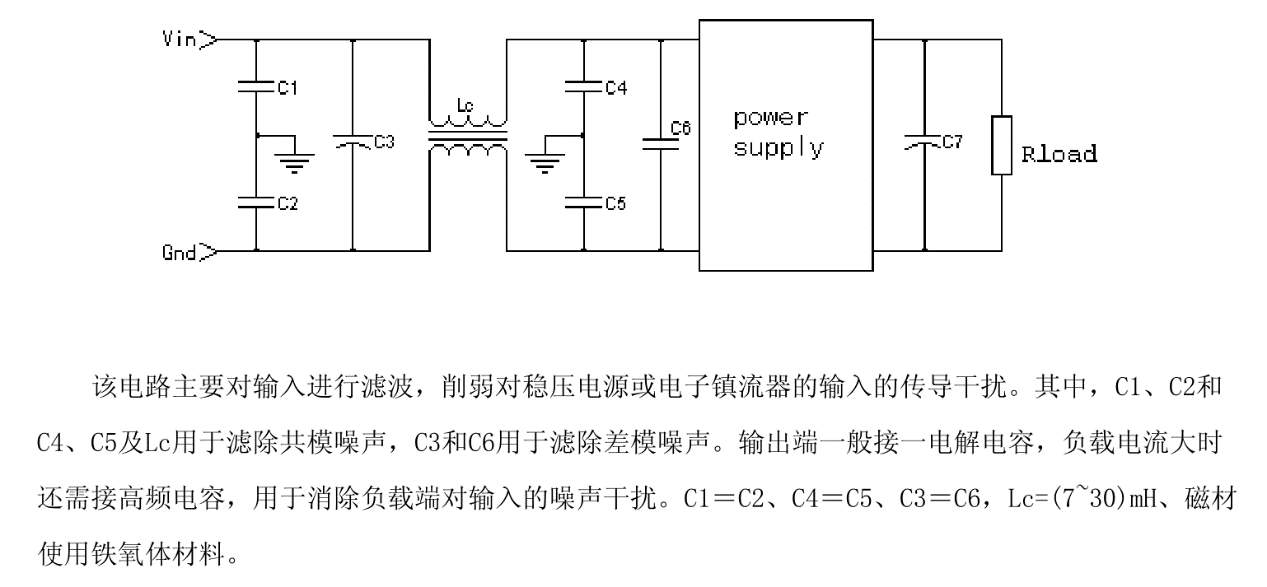 Vin
C1
Lc
C4
C6
power
supply
C3
C7
Rload
C2
C5
Gnd
该电路主要对输入进行滤波，削弱对稳压电源或电子镇流器的输入的传导干扰。其中，C1、C2和
C4、C5及Lc用于滤除共模噪声，C3和C6用于滤除差模噪声。输出端一般接一电解电容，负载电流大时
还需接高频电容，用于消除负载端对输入的噪声干扰。C1＝C2、C4＝C5、C3＝C6，Lc=(7~30)mH、磁材
使用铁氧体材料。